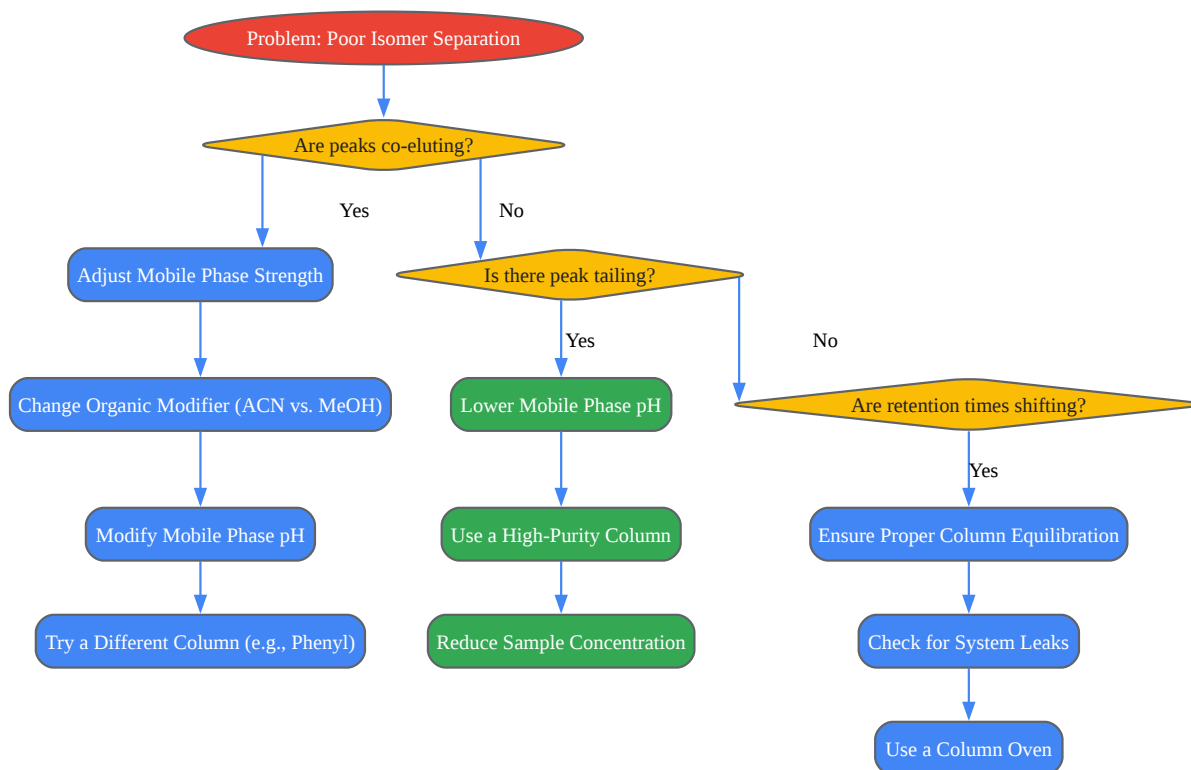 Problem: Poor Isomer Separation
Are peaks co-eluting?
Yes
No
Adjust Mobile Phase Strength
Is there peak tailing?
Yes
No
Change Organic Modifier (ACN vs. MeOH)
Lower Mobile Phase pH
Are retention times shifting?
Yes
Modify Mobile Phase pH
Use a High-Purity Column
Ensure Proper Column Equilibration
Try a Different Column (e.g., Phenyl)
Reduce Sample Concentration
Check for System Leaks
Use a Column Oven